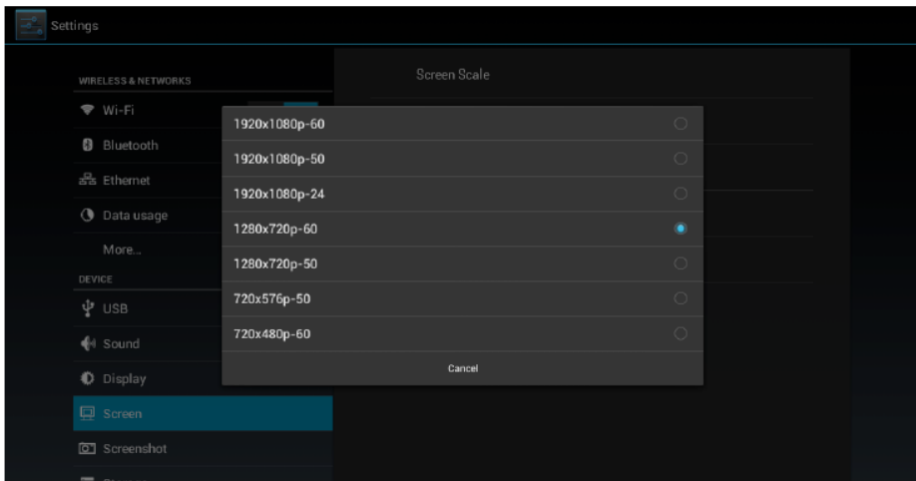 Settings
WIRELESS & NETWORKS
Wi-Fi
Bluetooth
Ethernet
Data usage
More...
DEVICE
USB
Sound
Display
Screen
Screenshot
Screen Scale
1920x1080p-60
1920x1080p-50
1920x1080p-24
1280x720p-60
1280x720p-50
720x576p-50
720x480p-60
Cancel